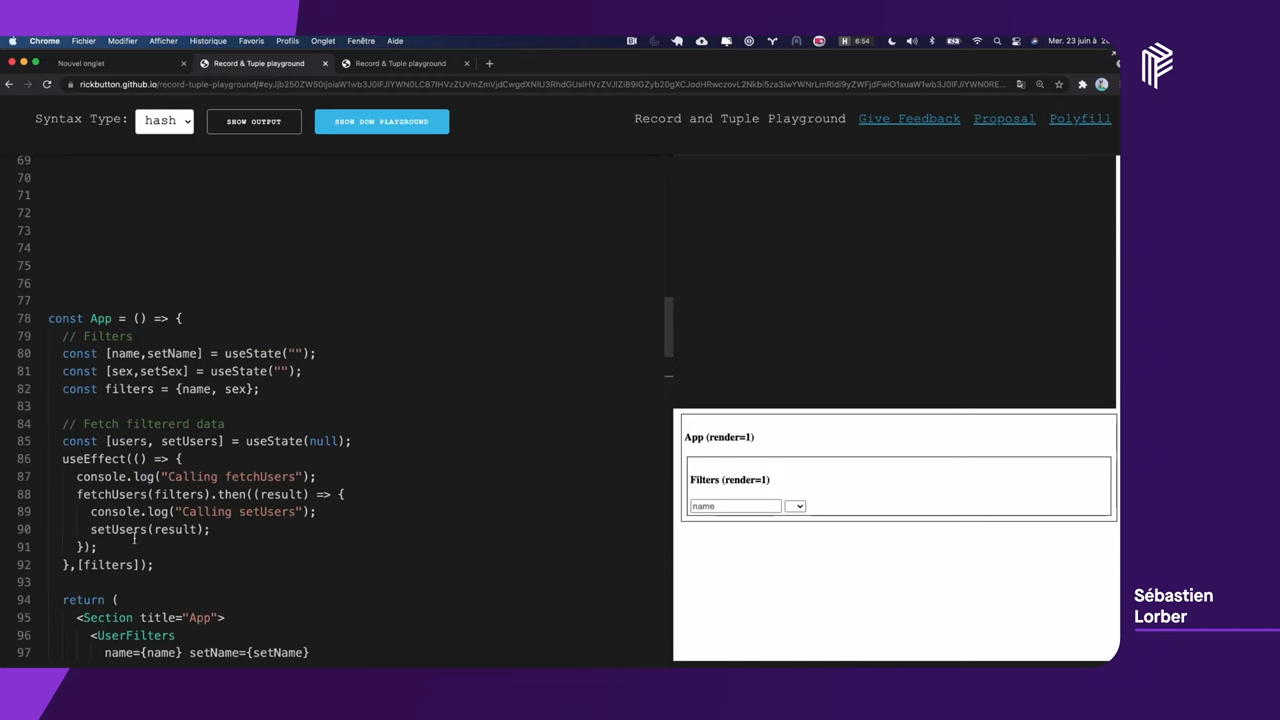 Chrome Fichier Modifier Afficher Historique Favoris Profils Onglet Fenêtre Aide
H 6:54
Mer. 23 juin à
Nouvel onglet
Record & Tuple playground
Record & Tuple playground
Syntax Type: hash
SHOW OUTPUT
SHOW DOM PLAYGROUND
Record and Tuple Playground Give Feedback Proposal Polyfill
69
70
71
72
73
74
75
76
77
78 const App = () => {
79 // Filters
80 const [name,setName] = useState("");
81 const [sex,setSex] = useState("");
82 const filters = {name, sex};
83
84 // Fetch filtererd data
85 const [users, setUsers] = useState(null);
86 useEffect(() => {
87 console.log("Calling fetchUsers");
88 fetchUsers(filters).then((result) => {
89 console.log("Calling setUsers");
90 setUsers(result);
91 });
92 },[filters]);
93
94 return (
95 <Section title="App">
96 <UserFilters
97 name={name} setName={setName}
App (render=1)
Filters (render=1)
name
Sébastien
Lorber